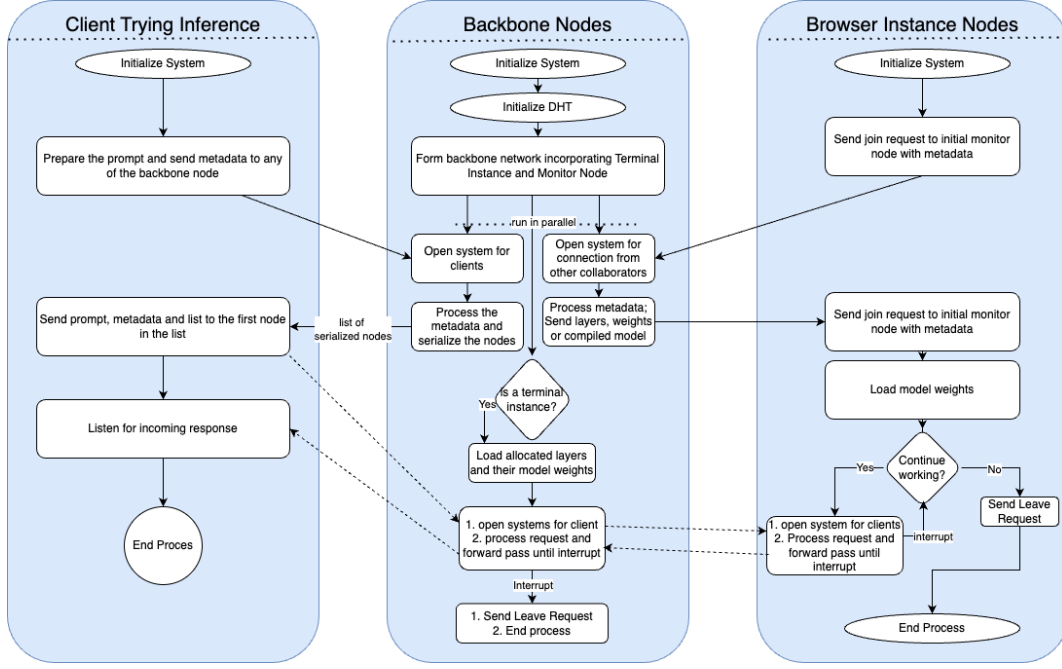 Client Trying Inference
Initialize System
Prepare the prompt and send metadata to any
of the backbone node
Send prompt, metadata and list to the first node
in the list
Listen for incoming response
End Proces
list of
serialized nodes
Backbone Nodes
Initialize System
Initialize DHT
Form backbone network incorporating Terminal
Instance and Monitor Node
run in parallel
Open system for
clients
Process the
metadata and
serialize the nodes
Open system for
connection from
other collaborators
Process metadata;
Send layers, weights
or compiled model
Is a terminal
instance?
Yes
Load allocated layers
and their model weights
1. open systems for client
2. process request and
forward pass until interrupt
Interrupt
1. Send Leave Request
2. End process
Browser Instance Nodes
Initialize System
Send join request to initial monitor
node with metadata
Send join request to initial monitor
node with metadata
Load model weights
Continue
working?
Yes
No
1. open system for clients
2. Process request and
forward pass until
interrupt
interrupt
Send Leave
Request
End Process